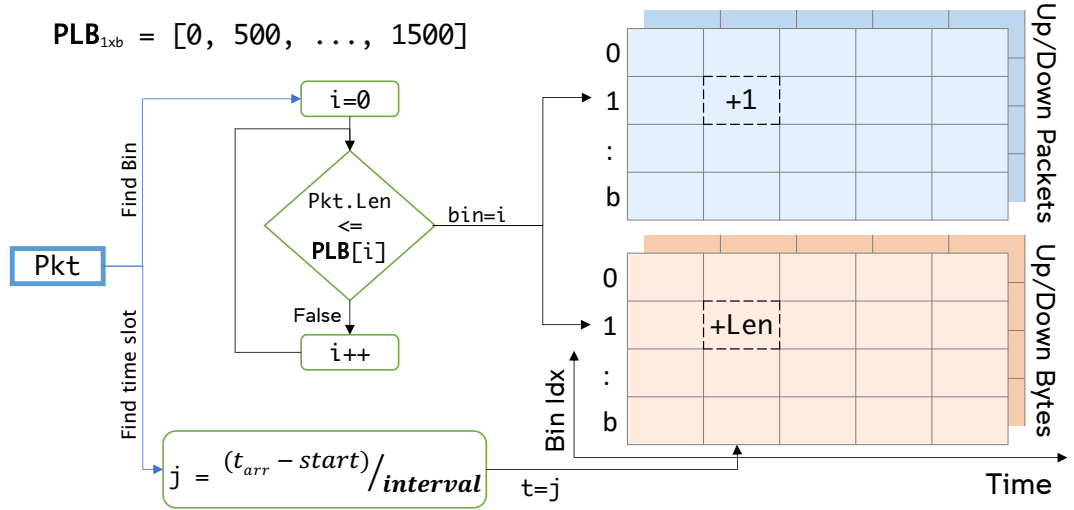 PLB1xb = [0, 500, ..., 1500]
Find Bin
i=0
Pkt.Len
<=
PLB[i]
bin=i
False
i++
Pkt
Find time slot
j = (t_arr − start)/interval
t=j
0
1
:
b
+1
Up/Down Packets
0
1
:
b
+Len
Up/Down Bytes
Bin Idx
Time